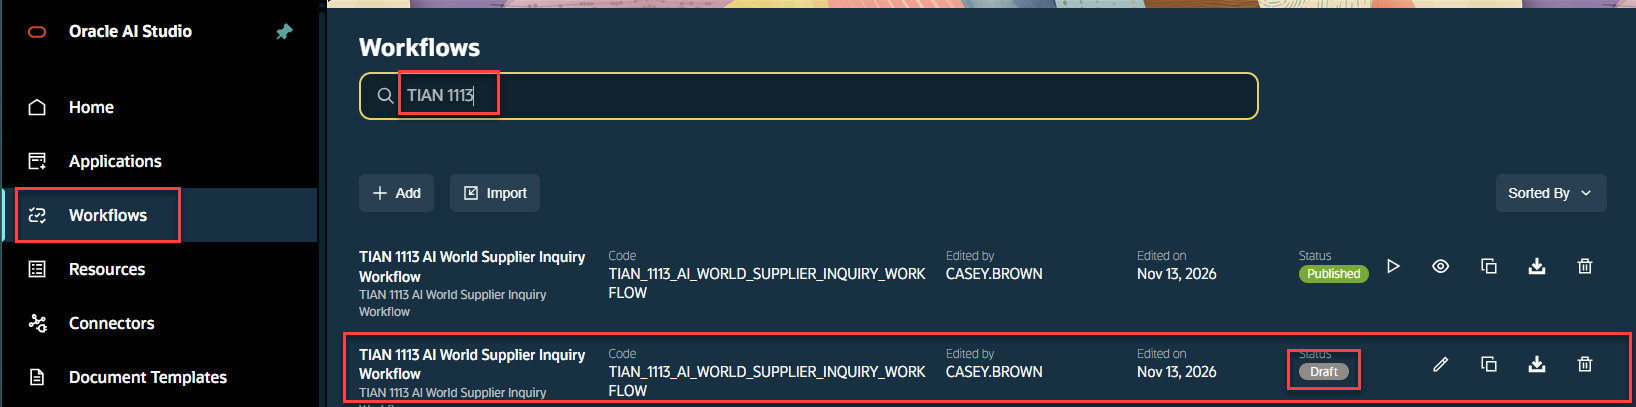 Oracle AI Studio
Home
Applications
Workflows
Resources
Connectors
Document Templates
Workflows
TIAN 1113
Add
Import
Sorted By
TIAN 1113 AI World Supplier Inquiry
Workflow
TIAN 1113 AI World Supplier Inquiry
Workflow
Code
TIAN_1113_AI_WORLD_SUPPLIER_INQUIRY_WORK
FLOW
Edited by
CASEY.BROWN
Edited on
Nov 13, 2026
Status
Published
TIAN 1113 AI World Supplier Inquiry
Workflow
TIAN 1113 AI World Supplier Inquiry
Workflow
Code
TIAN_1113_AI_WORLD_SUPPLIER_INQUIRY_WORK
FLOW
Edited by
CASEY.BROWN
Edited on
Nov 13, 2026
Status
Draft